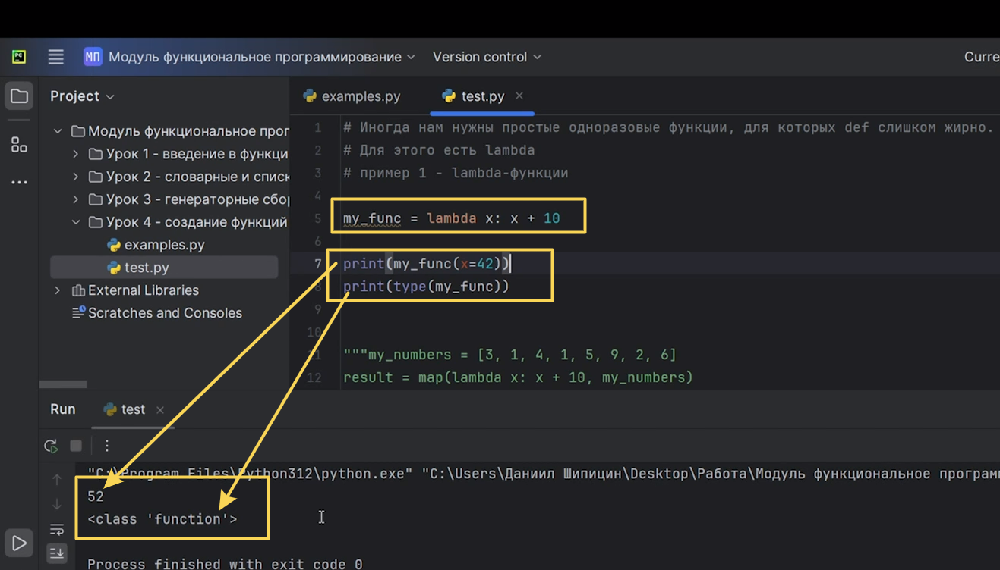 PC МП Модуль функциональное программирование Version control Curre
Project
examples.py test.py
Модуль функциональное прог
Урок 1 - введение в функци
Урок 2 - словарные и списк
Урок 3 - генераторные сбор
Урок 4 - создание функций
examples.py
test.py
External Libraries
Scratches and Consoles
1 # Иногда нам нужны простые одноразовые функции, для которых def слишком жирно.
2 # Для этого есть lambda
3 # пример 1 - lambda-функции
4
5 my_func = lambda x: x + 10
6
7 print(my_func(x=42))
8 print(type(my_func))
9
10
11 """my_numbers = [3, 1, 4, 1, 5, 9, 2, 6]
12 result = map(lambda x: x + 10, my_numbers)
Run test
"C:\Program Files\Python312\python.exe" "C:\Users\Даниил Шипицин\Desktop\Работа\Модуль функциональное программ
52
<class 'function'>
Process finished with exit code 0